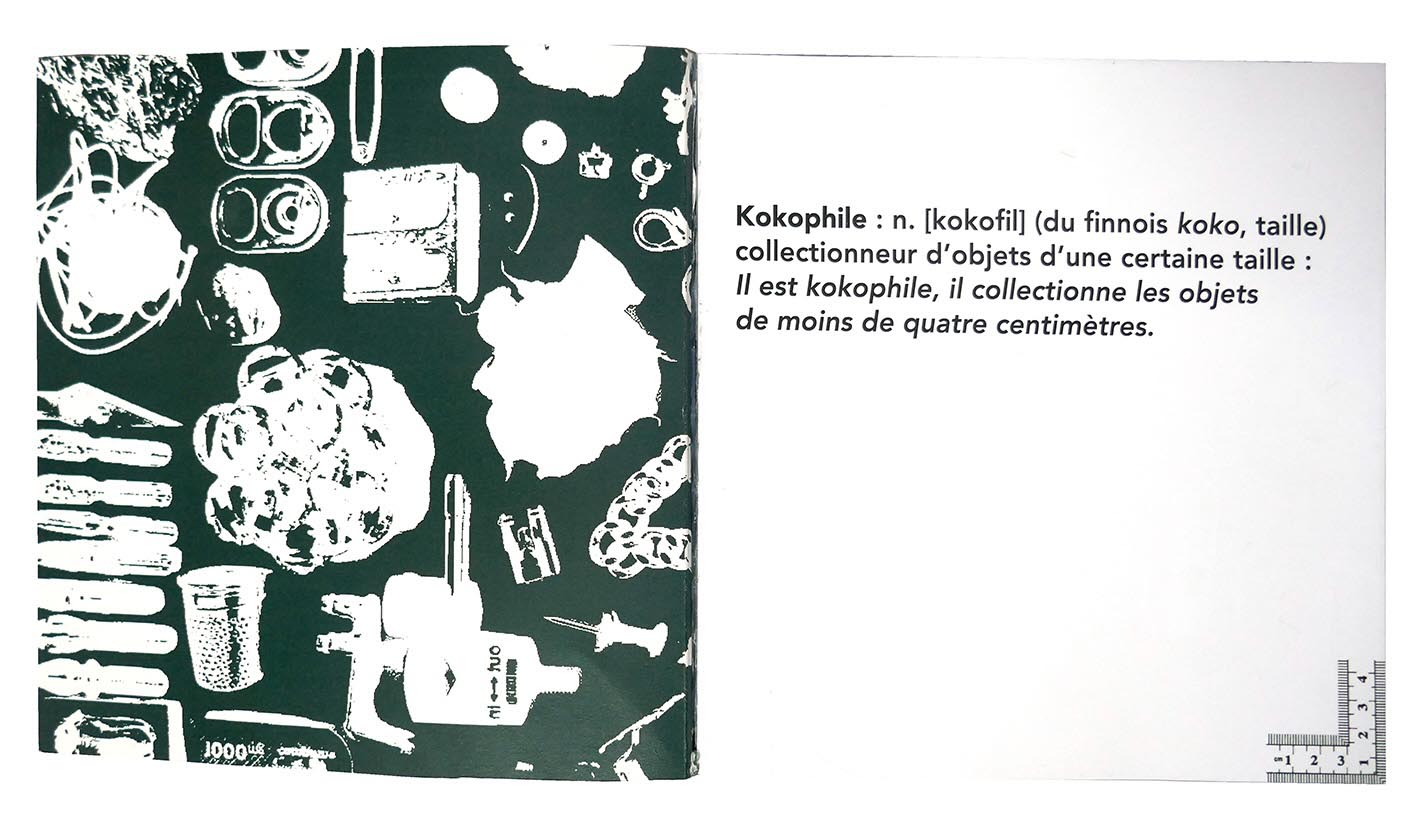 Kokophile : n. [kokofil] (du finnois koko, taille)
collectionneur d'objets d'une certaine taille :
Il est kokophile, il collectionne les objets
de moins de quatre centimètres.
1000
in out
cm 1 2 3 1
2
3
4